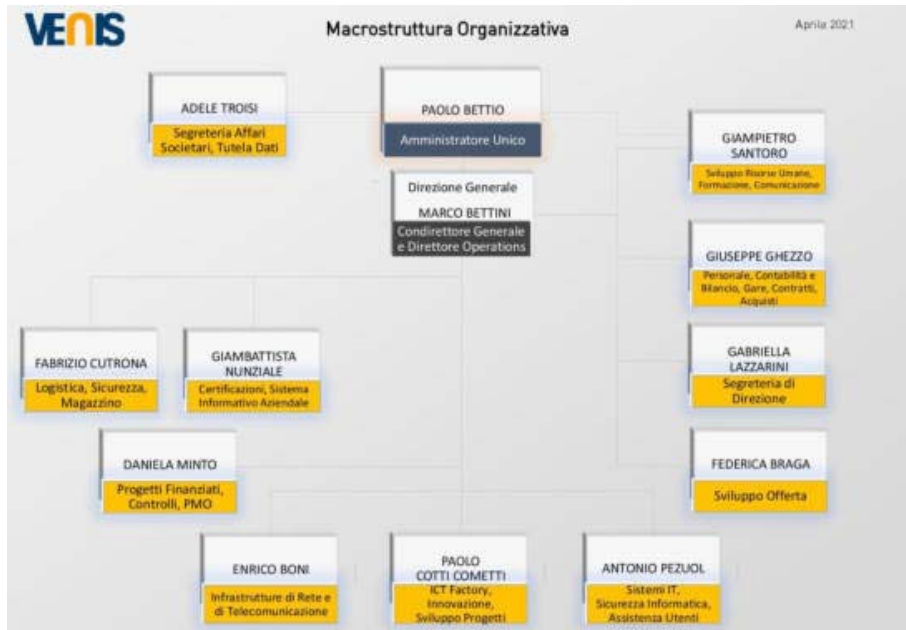 VENIS
Macrostruttura Organizzativa
Aprile 2021
ADELE TROISI
Segreteria Affari
Societari, Tutela Dati
PAOLO BETTIO
Amministratore Unico
GIAMPIETRO
SANTORO
Sviluppo Risorse Umane,
Formazione, Comunicazione
Direzione Generale
MARCO BETTINI
Condirettore Generale
e Direttore Operations
GIUSEPPE GHEZZO
Personale, Contabilità e
Bilancio, Gare, Contratti,
Acquisti
FABRIZIO CUTRONA
Logistica, Sicurezza,
Magazzino
GIAMBATTISTA
NUNZIALE
Certificazioni, Sistema
Informativo Aziendale
GABRIELLA
LAZZARINI
Segreteria di
Direzione
DANIELA MINTO
Progetti Finanziati,
Controlli, PMO
FEDERICA BRAGA
Sviluppo Offerta
ENRICO BONI
Infrastrutture di Rete e
di Telecomunicazione
PAOLO
COTTI COMETTI
ICT Factory,
Innovazione,
Sviluppo Progetti
ANTONIO PEZUOL
Sistemi IT,
Sicurezza Informatica,
Assistenza Utenti